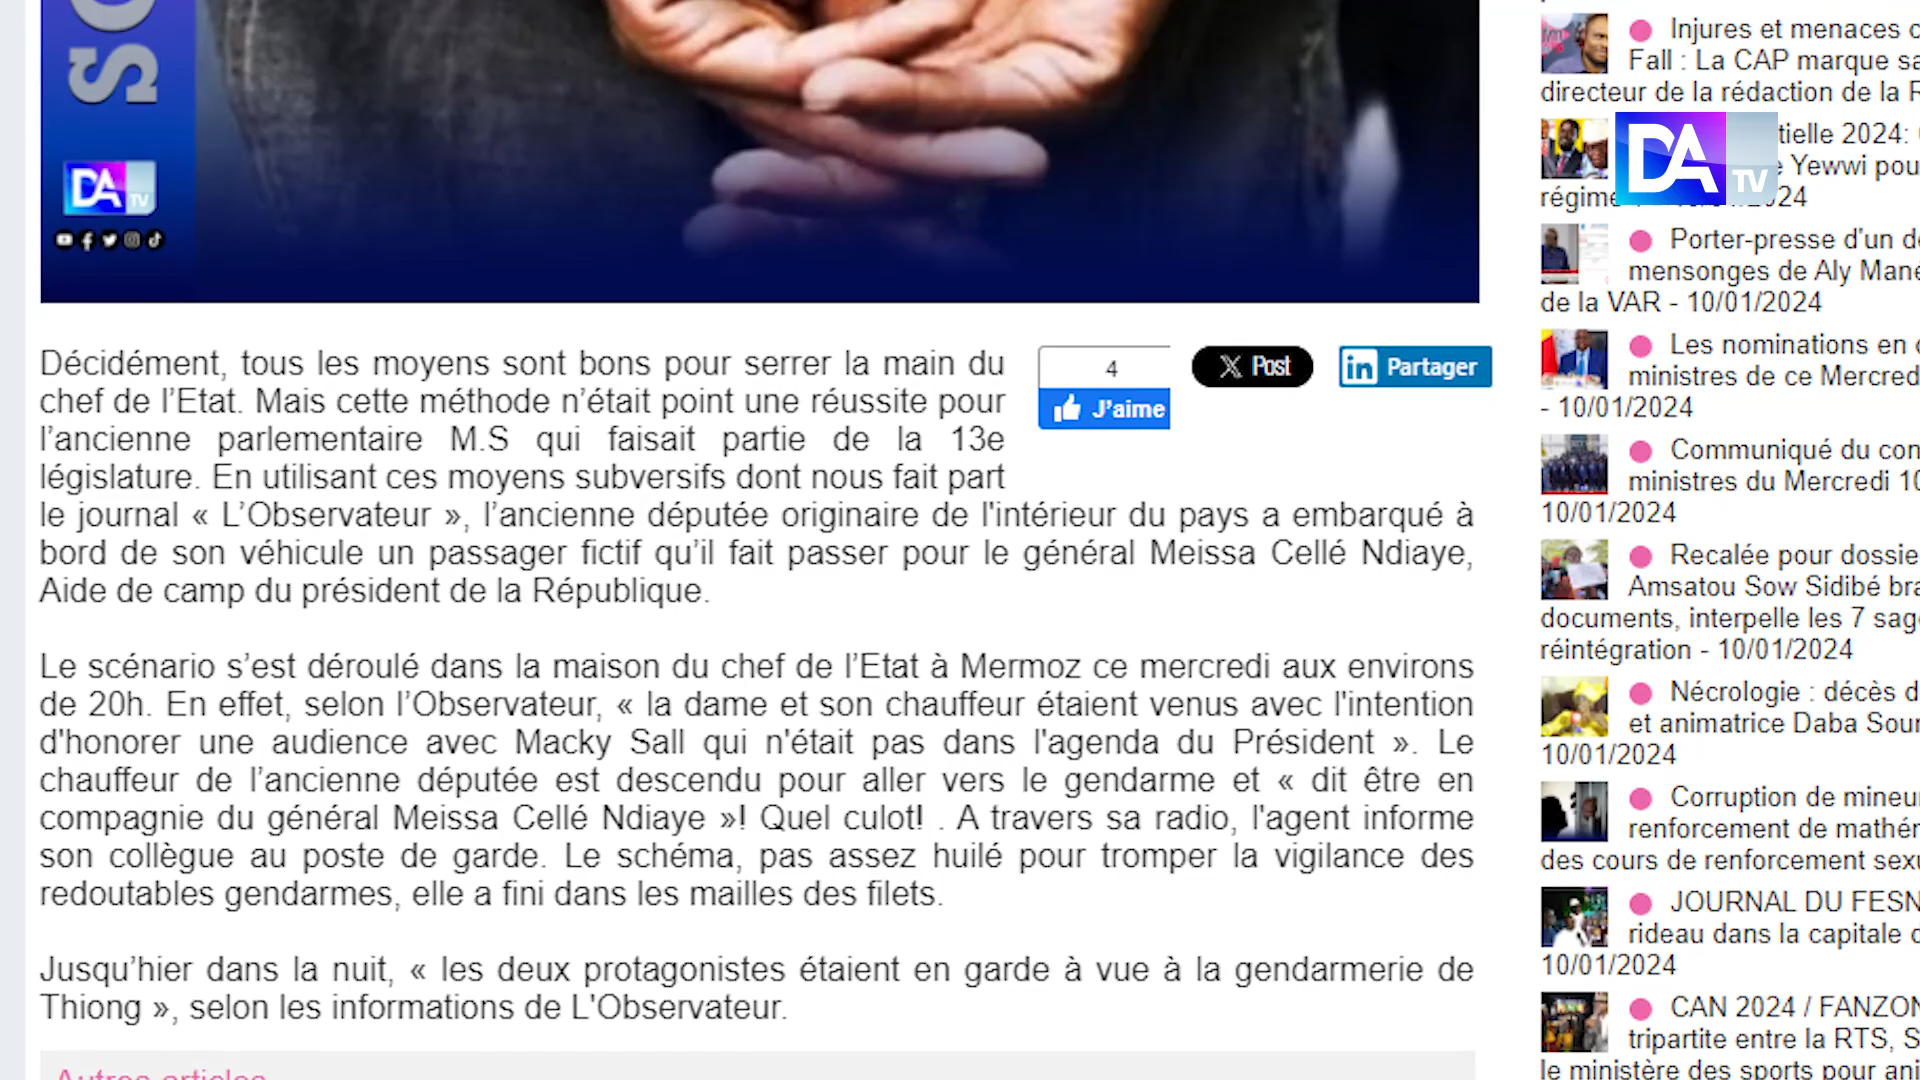 SO
DA TV
Décidément, tous les moyens sont bons pour serrer la main du
chef de l’Etat. Mais cette méthode n’était point une réussite pour
l’ancienne parlementaire M.S qui faisait partie de la 13e
législature. En utilisant ces moyens subversifs dont nous fait part
le journal « L’Observateur », l’ancienne députée originaire de l'intérieur du pays a embarqué à
bord de son véhicule un passager fictif qu’il fait passer pour le général Meissa Cellé Ndiaye,
Aide de camp du président de la République.
4
J’aime
X Post
in Partager
Le scénario s’est déroulé dans la maison du chef de l’Etat à Mermoz ce mercredi aux environs
de 20h. En effet, selon l’Observateur, « la dame et son chauffeur étaient venus avec l'intention
d'honorer une audience avec Macky Sall qui n'était pas dans l'agenda du Président ». Le
chauffeur de l’ancienne députée est descendu pour aller vers le gendarme et « dit être en
compagnie du général Meissa Cellé Ndiaye »! Quel culot! . A travers sa radio, l'agent informe
son collègue au poste de garde. Le schéma, pas assez huilé pour tromper la vigilance des
redoutables gendarmes, elle a fini dans les mailles des filets.
Jusqu’hier dans la nuit, « les deux protagonistes étaient en garde à vue à la gendarmerie de
Thiong », selon les informations de L'Observateur.
Autres articles
Injures et menaces
Fall : La CAP marque
directeur de la rédaction de la
DA TV
tielle 2024:
Yewwi
régime
Porter-presse d'un
mensonges de Aly Mané
de la VAR - 10/01/2024
Les nominations en
ministres de ce Mercred
- 10/01/2024
Communiqué du con
ministres du Mercredi
10/01/2024
Recalée pour dossie
Amsatou Sow Sidibé
documents, interpelle les 7
réintégration - 10/01/2024
Nécrologie : décès
et animatrice Daba
10/01/2024
Corruption de mineu
renforcement de
des cours de renforcement
JOURNAL DU FESN
rideau dans la capitale
10/01/2024
CAN 2024 / FANZON
tripartite entre la RTS,
le ministère des sports pour